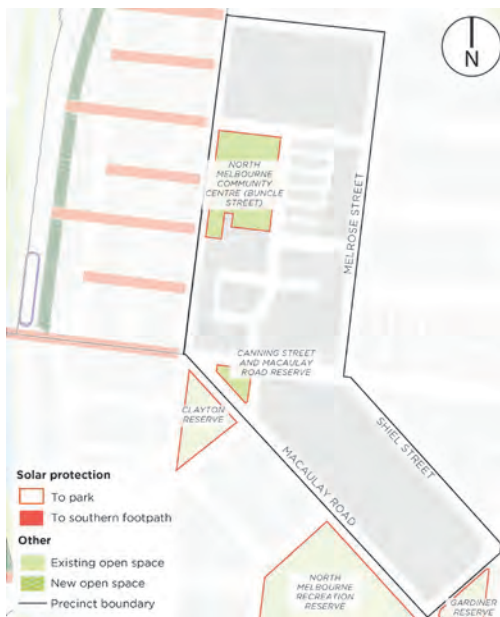 N
NORTH
MELBOURNE
COMMUNITY
CENTRE (BUNCLE
STREET)
MELROSE STREET
CANNING STREET
AND MACAULAY
ROAD RESERVE
CLAYTON
RESERVE
SHIEL STREET
MACAULAY ROAD
NORTH
MELBOURNE
RECREATION
RESERVE
GARDINER
RESERVE
Solar protection
To park
To southern footpath
Other
Existing open space
New open space
Precinct boundary